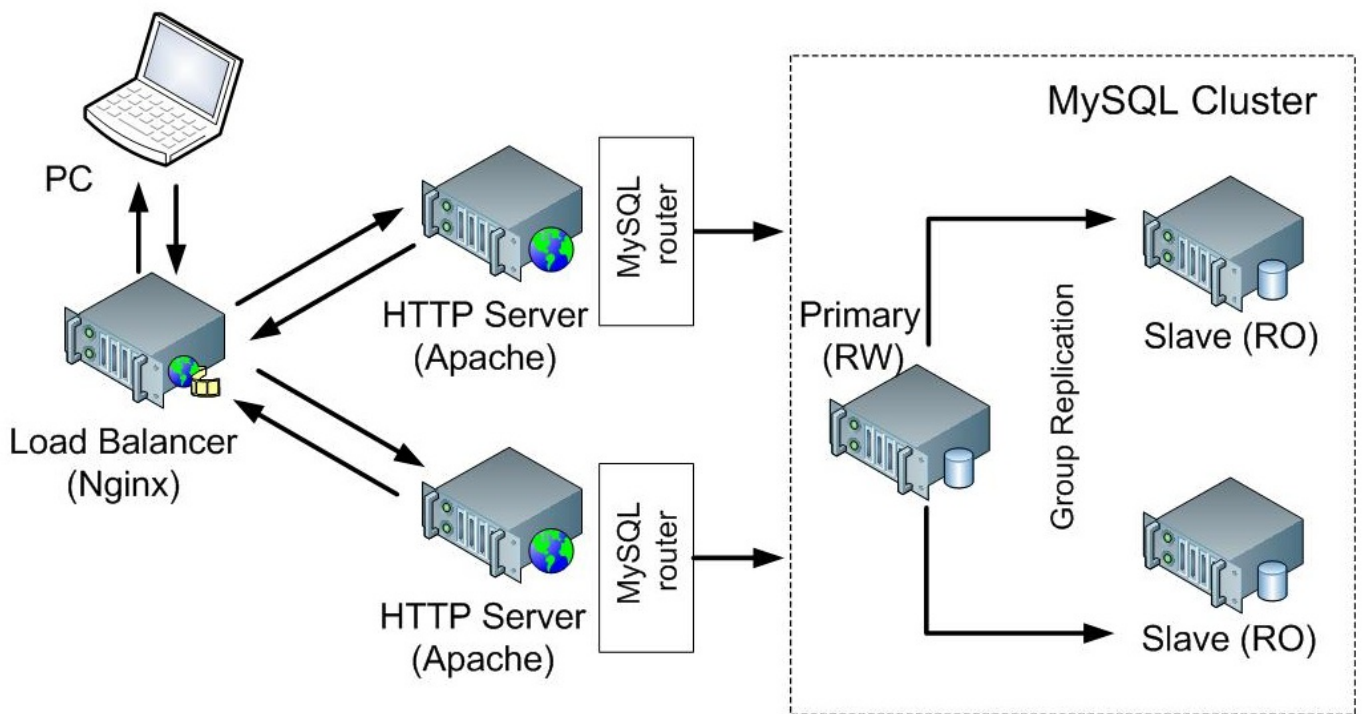 PC
Load Balancer
(Nginx)
HTTP Server
(Apache)
MySQL
router
HTTP Server
(Apache)
MySQL
router
MySQL Cluster
Primary
(RW)
Group Replication
Slave (RO)
Slave (RO)